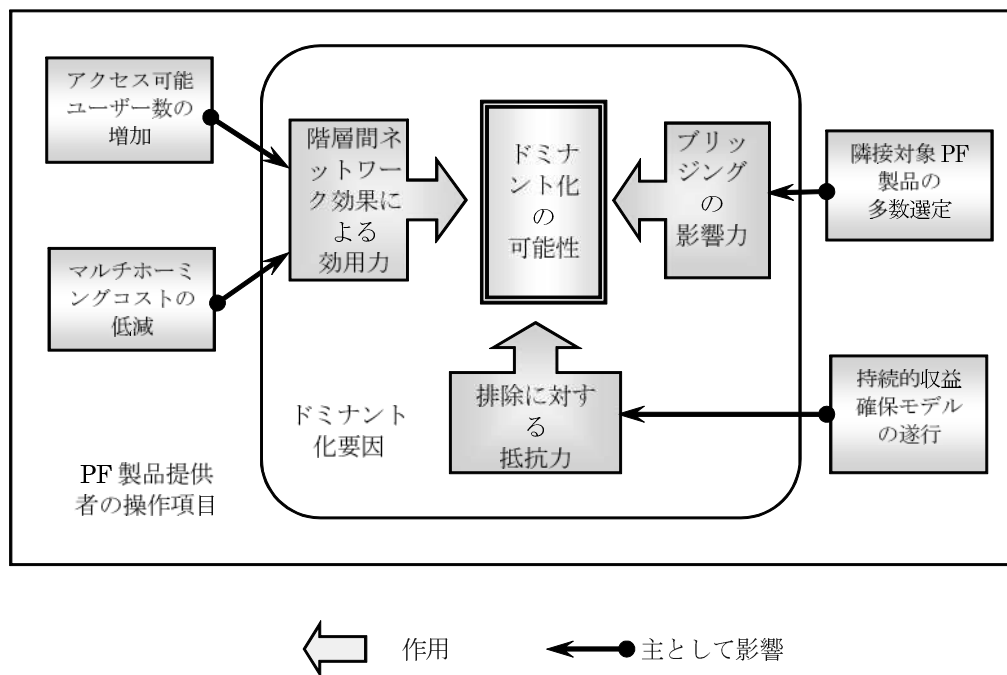 アクセス可能
ユーザー数の
増加
マルチホーミ
ングコストの
低減
階層間ネ
ットワー
ク効果に
よる
効用力
ドミナ
ント化
の
可能性
ブリッ
ジング
の
影響力
隣接対象 PF
製品の
多数選定
排除に対す
る
抵抗力
持続的収益
確保モデル
の遂行
ドミナント
化要因
PF 製品提供
者の操作項目
作用
主として影響